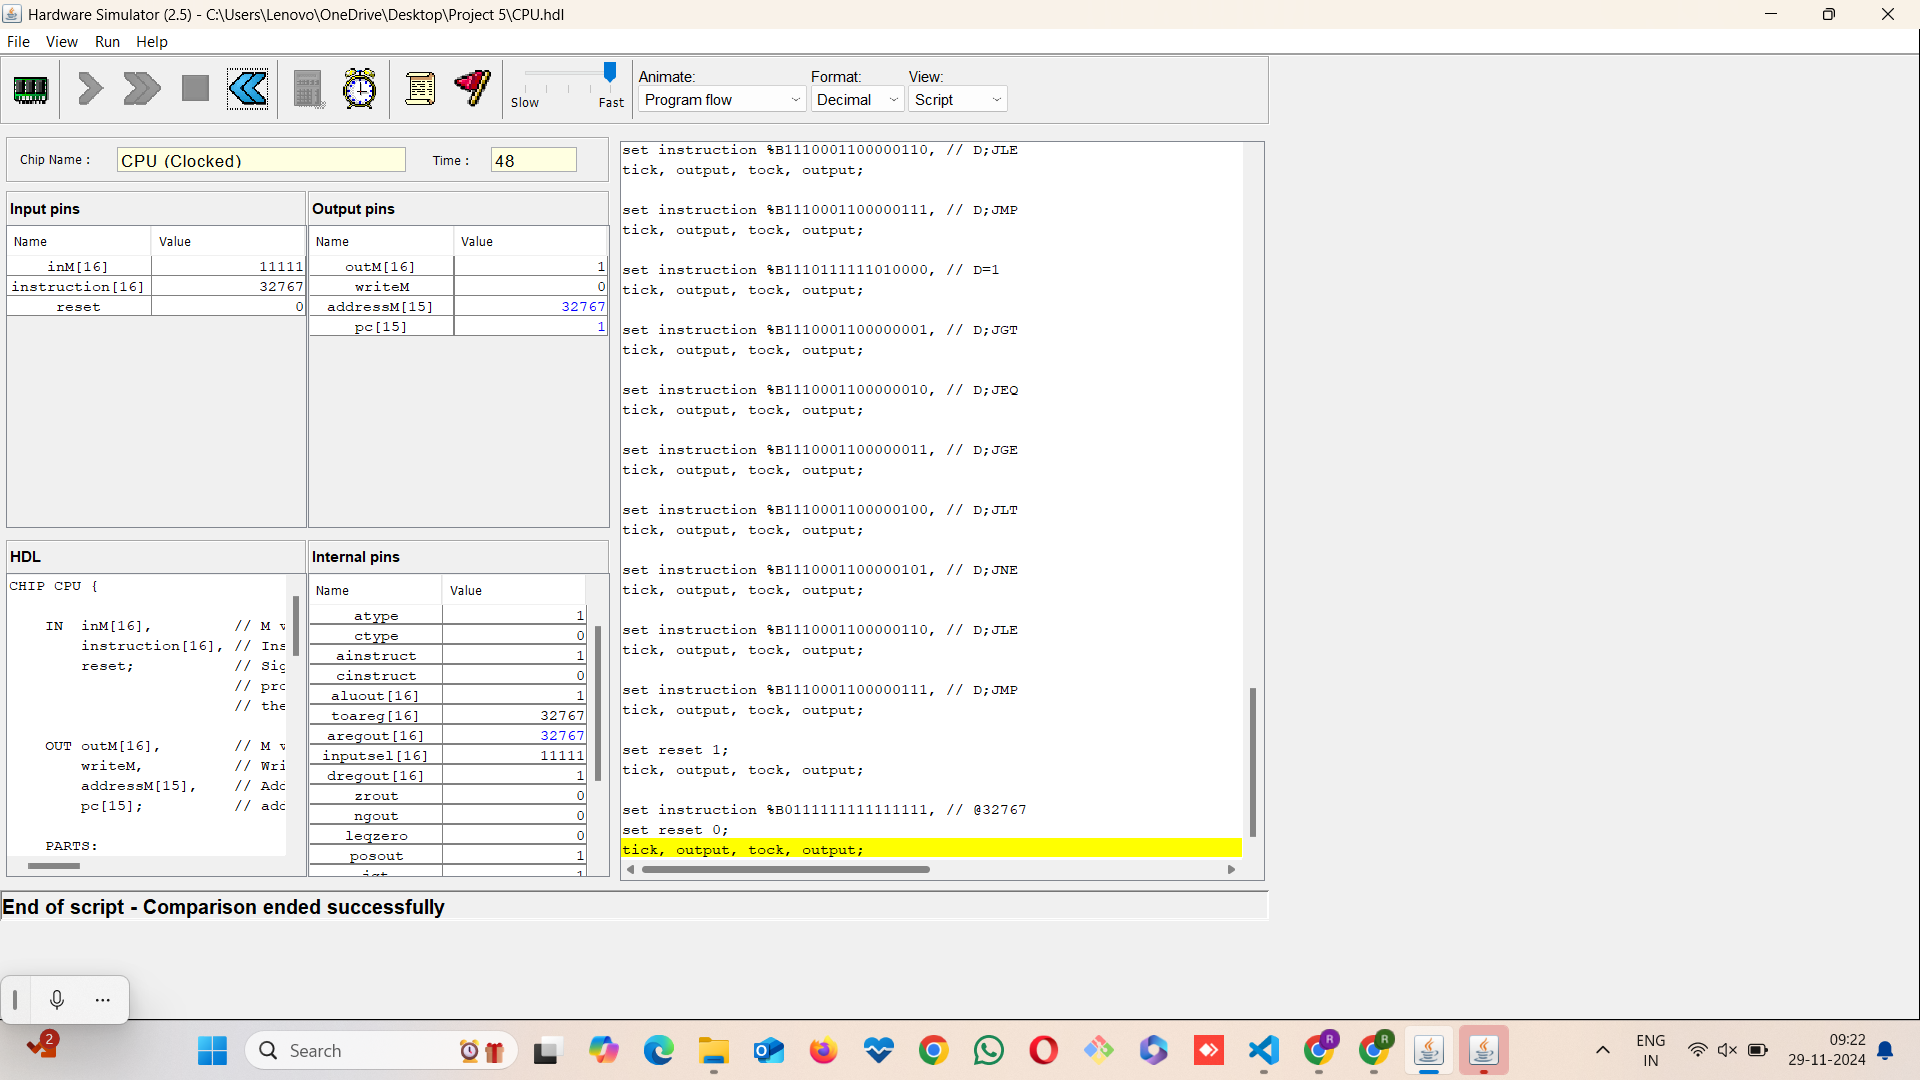 Hardware Simulator (2.5) - C:\Users\Lenovo\OneDrive\Desktop\Project 5\CPU.hdl
File View Run Help
Slow Fast
Animate: Format: View:
Program flow Decimal Script
Chip Name : CPU (Clocked) Time : 48
Input pins
Name Value
inM[16] 11111
instruction[16] 32767
reset 0
Output pins
Name Value
outM[16] 1
writeM 0
addressM[15] 32767
pc[15] 1
HDL
CHIP CPU {
IN inM[16], // M
instruction[16], // Ins
reset; // Sig
// pro
// the
OUT outM[16], // M
writeM, // Wri
addressM[15], // Add
pc[15]; // add
PARTS:
Internal pins
Name Value
atype 1
ctype 0
ainstruct 1
cinstruct 0
aluout[16] 1
toareg[16] 32767
aregout[16] 32767
inputsel[16] 11111
dregout[16] 1
zrout 0
ngout 0
leqzero 0
posout 1
set instruction %B1110001100000110, // D;JLE
tick, output, tock, output;
set instruction %B1110001100000111, // D;JMP
tick, output, tock, output;
set instruction %B1110111111010000, // D=1
tick, output, tock, output;
set instruction %B1110001100000001, // D;JGT
tick, output, tock, output;
set instruction %B1110001100000010, // D;JEQ
tick, output, tock, output;
set instruction %B1110001100000011, // D;JGE
tick, output, tock, output;
set instruction %B1110001100000100, // D;JLT
tick, output, tock, output;
set instruction %B1110001100000101, // D;JNE
tick, output, tock, output;
set instruction %B1110001100000110, // D;JLE
tick, output, tock, output;
set instruction %B1110001100000111, // D;JMP
tick, output, tock, output;
set reset 1;
tick, output, tock, output;
set instruction %B0111111111111111, // @32767
set reset 0;
tick, output, tock, output;
End of script - Comparison ended successfully
2
Search
R
R
ENG
IN
09:22
29-11-2024